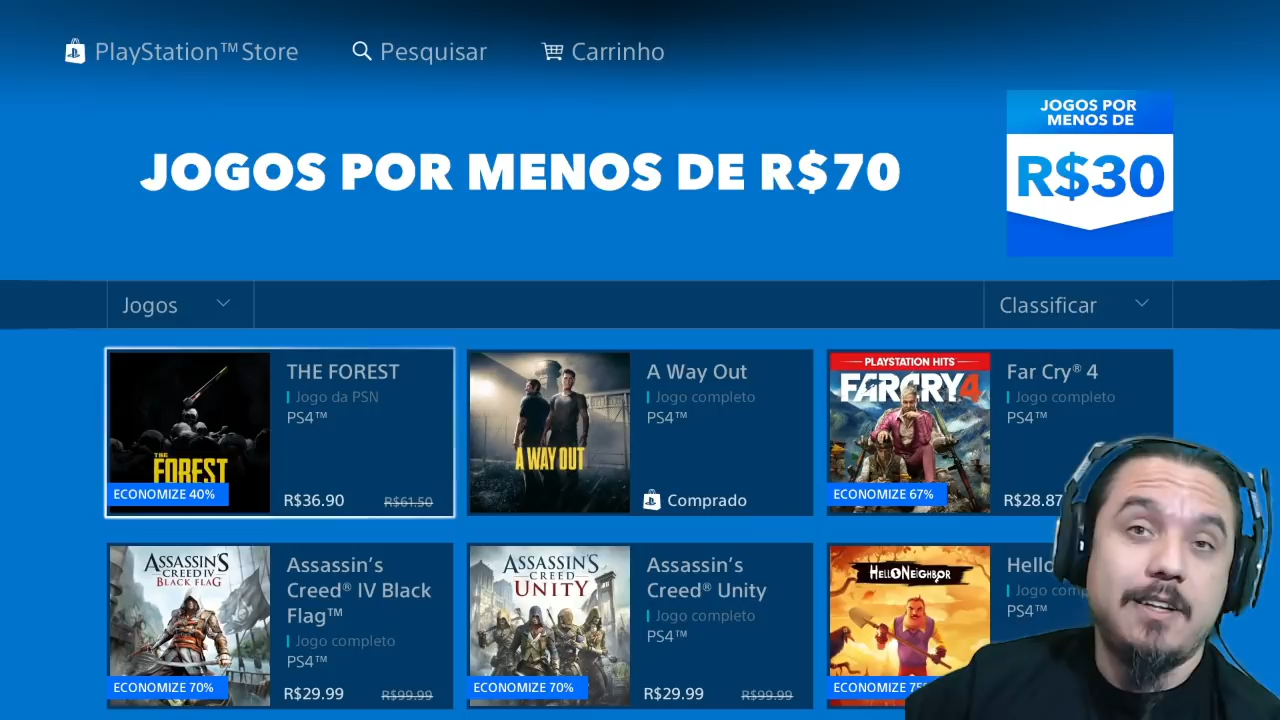 PlayStation™Store
Pesquisar
Carrinho
JOGOS POR MENOS DE R$70
JOGOS POR
MENOS DE
R$30
Jogos
Classificar
THE FOREST
Jogo da PSN
PS4™
THE
FOREST
ECONOMIZE 40%
R$36.90
R$61.50
A Way Out
Jogo completo
PS4™
A WAY OUT
Comprado
PLAYSTATION HITS
FARCRY4
Far Cry® 4
Jogo completo
PS4™
ECONOMIZE 67%
R$28.87
ASSASSIN'S
CREED IV
BLACK FLAG
Assassin's
Creed® IV Black
Flag™
Jogo completo
PS4™
ECONOMIZE 70%
R$29.99
R$99.99
ASSASSIN'S
CREED
UNITY
Assassin's
Creed® Unity
Jogo completo
PS4™
ECONOMIZE 70%
R$29.99
R$99.99
HELLO NEIGHBOR
Hello
Jogo
PS4™
ECONOMIZE